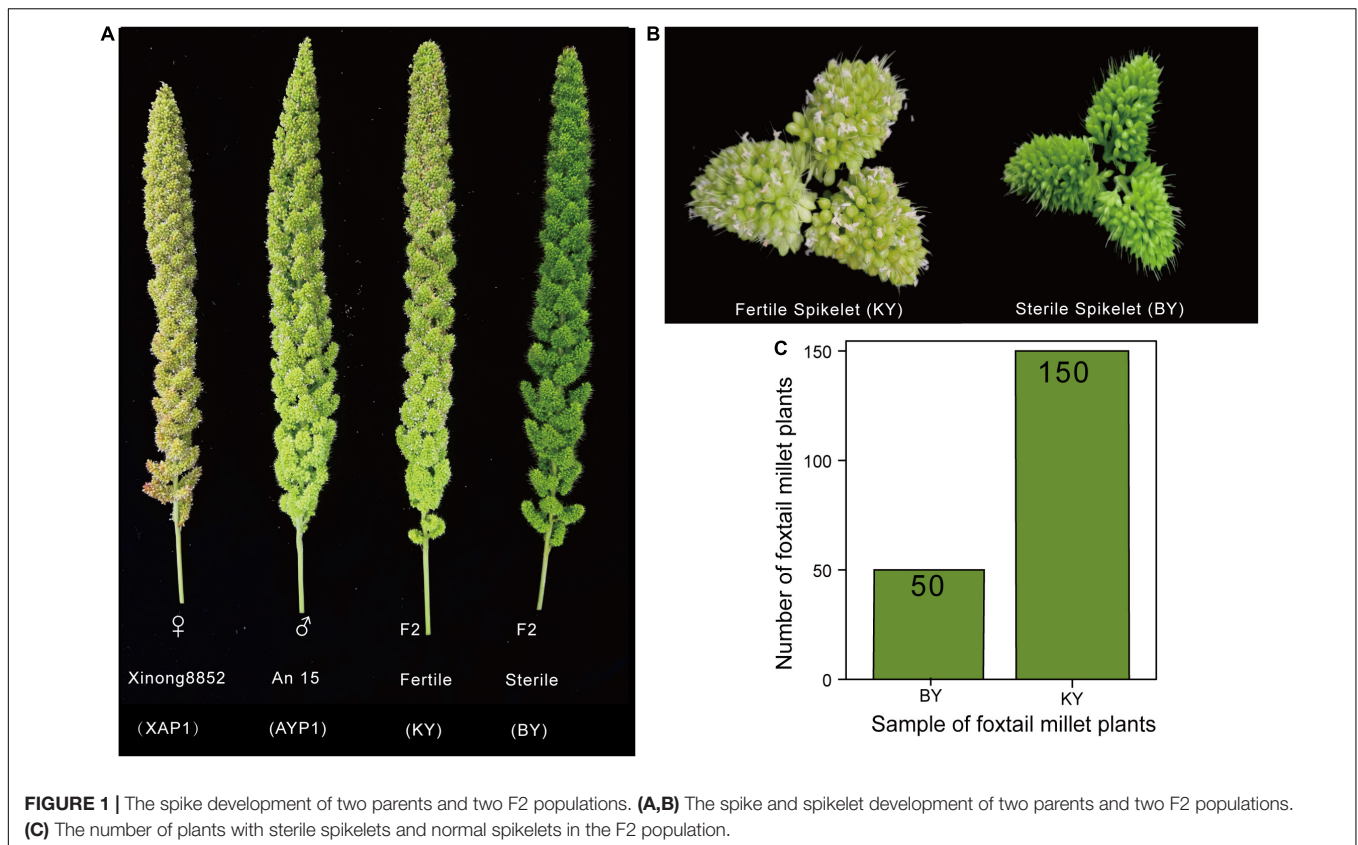 A
♀ ♂ F2 F2
Xinong8852 An 15 Fertile Sterile
(XAP1) (AYP1) (KY) (BY)
B
Fertile Spikelet (KY) Sterile Spikelet (BY)
C
Number of foxtail millet plants
150
100
50
0
50
150
BY KY
Sample of foxtail millet plants
FIGURE 1 | The spike development of two parents and two F2 populations. (A,B) The spike and spikelet development of two parents and two F2 populations.
(C) The number of plants with sterile spikelets and normal spikelets in the F2 population.